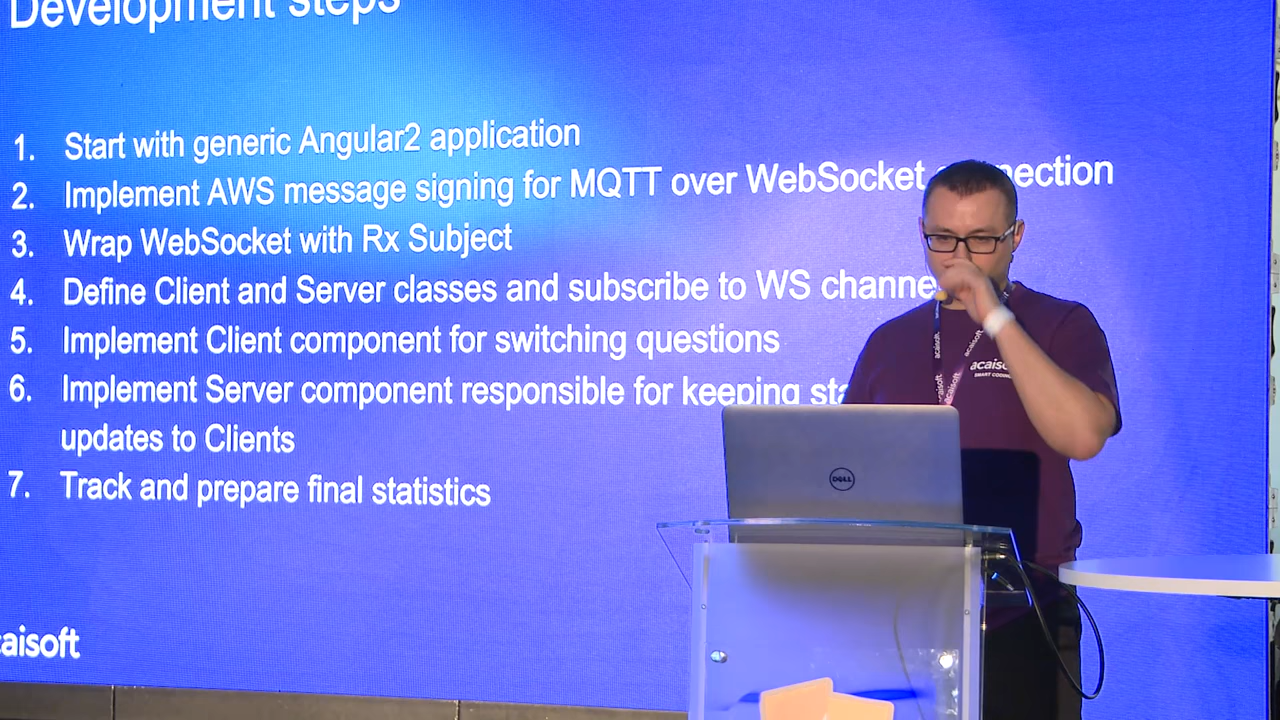 Development steps
1. Start with generic Angular2 application
2. Implement AWS message signing for MQTT over WebSocket
3. Wrap WebSocket with Rx Subject
4. Define Client and Server classes and subscribe to WS
5. Implement Client component for switching questions
6. Implement Server component responsible for keeping
updates to Clients
7. Track and prepare final statistics
caisoft
acaisoft
acaisoft
SMART CODING
DELL